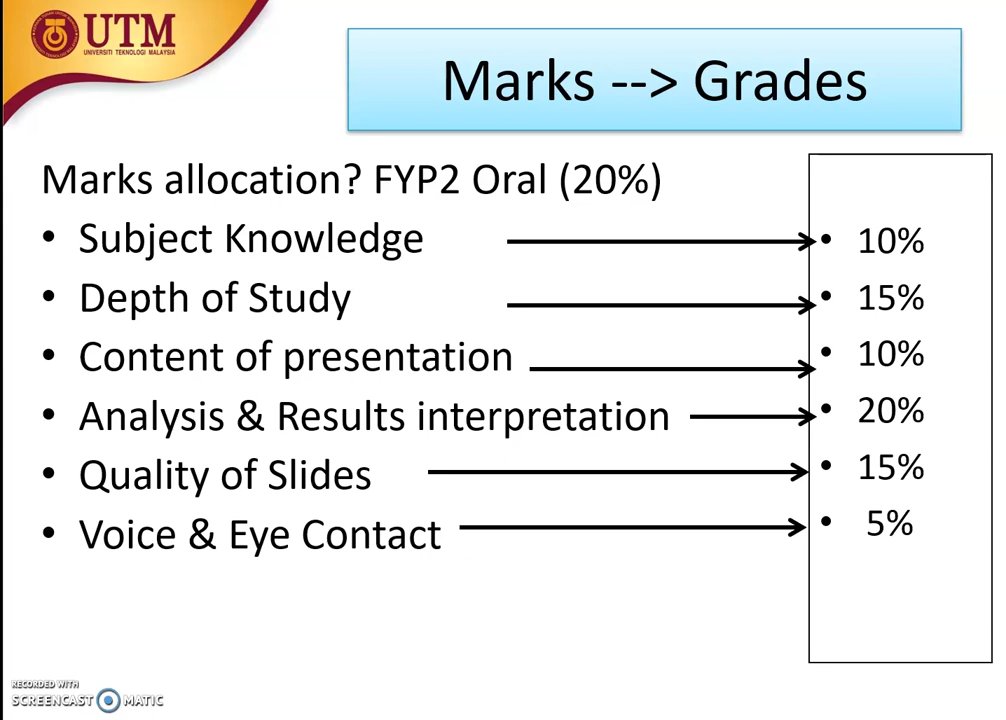 UTM
UNIVERSITI TEKNOLOGI MALAYSIA
Marks --> Grades
Marks allocation? FYP2 Oral (20%)
• Subject Knowledge • 10%
• Depth of Study • 15%
• Content of presentation • 10%
• Analysis & Results interpretation • 20%
• Quality of Slides • 15%
• Voice & Eye Contact • 5%
RECORDED WITH
SCREENCAST MATIC